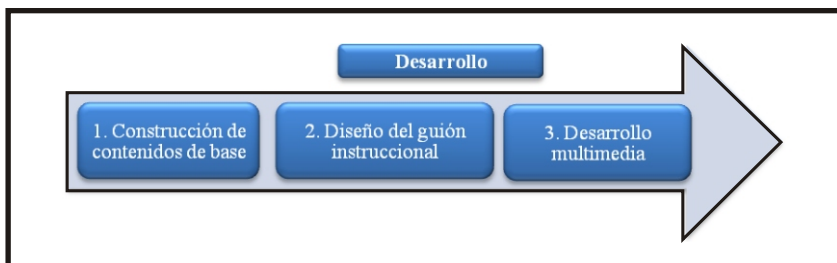 Desarrollo
1. Construcción de
contenidos de base
2. Diseño del guión
instruccional
3. Desarrollo
multimedia